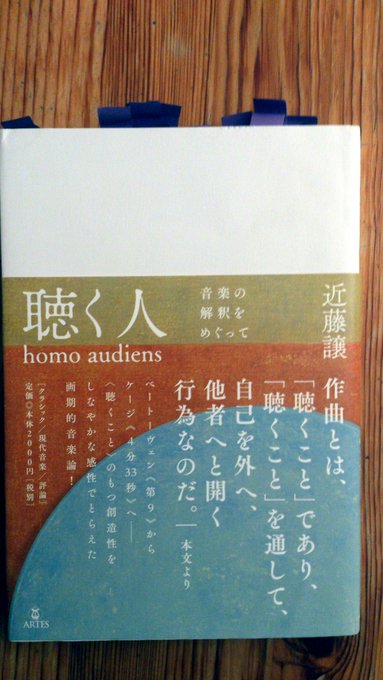 聴く人
homo audiens
音楽の
解釈を
めぐって
近藤譲
作曲とは、
「聴くこと」であり、
「聴くこと」を通して、
自己を外へ、
他者へと開く
行為なのだ。
——本文より
ベートーヴェン《第9》から
ケージ《4分33秒》へ——
〈聴くこと〉のもつ創造性を
しなやかな感性でとらえた
画期的音楽論！
[クラシック/現代音楽/評論]
定価◎本体2000円[税別]
ARTES